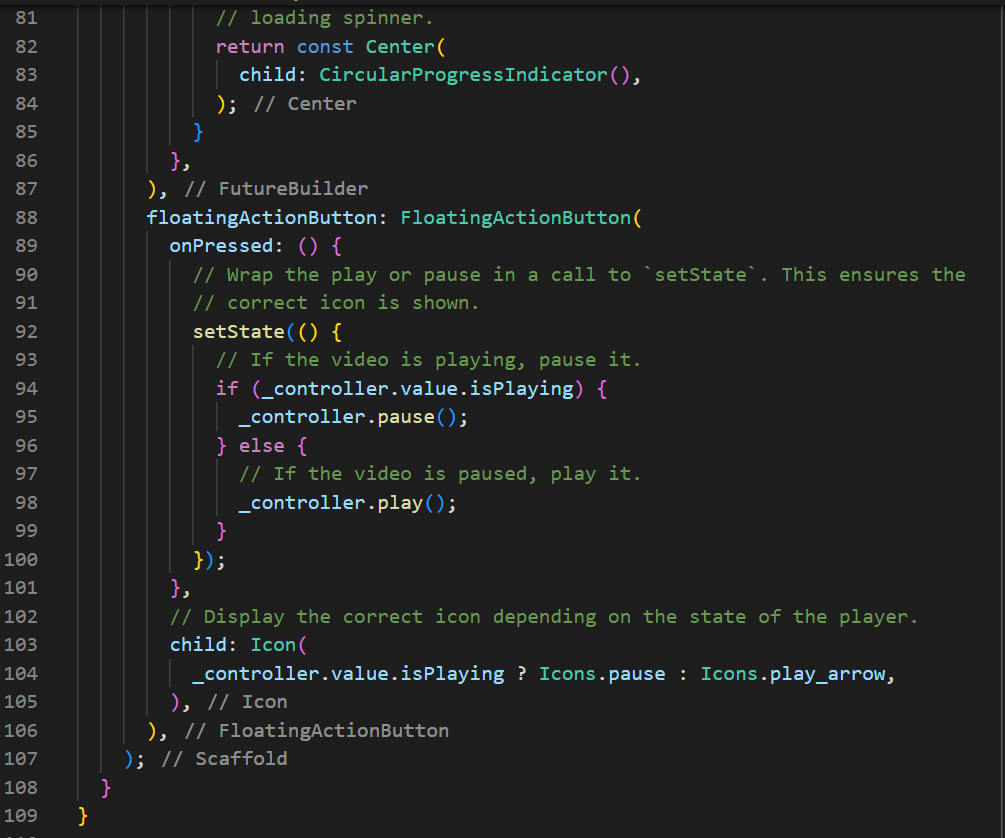 81 // loading spinner.
82 return const Center(
83 child: CircularProgressIndicator(),
84 ); // Center
85 }
86 },
87 ), // FutureBuilder
88 floatingActionButton: FloatingActionButton(
89 onPressed: () {
90 // Wrap the play or pause in a call to `setState`. This ensures the
91 // correct icon is shown.
92 setState(() {
93 // If the video is playing, pause it.
94 if (_controller.value.isPlaying) {
95 _controller.pause();
96 } else {
97 // If the video is paused, play it.
98 _controller.play();
99 }
100 });
101 },
102 // Display the correct icon depending on the state of the player.
103 child: Icon(
104 _controller.value.isPlaying ? Icons.pause : Icons.play_arrow,
105 ), // Icon
106 ), // FloatingActionButton
107 ); // Scaffold
108 }
109 }